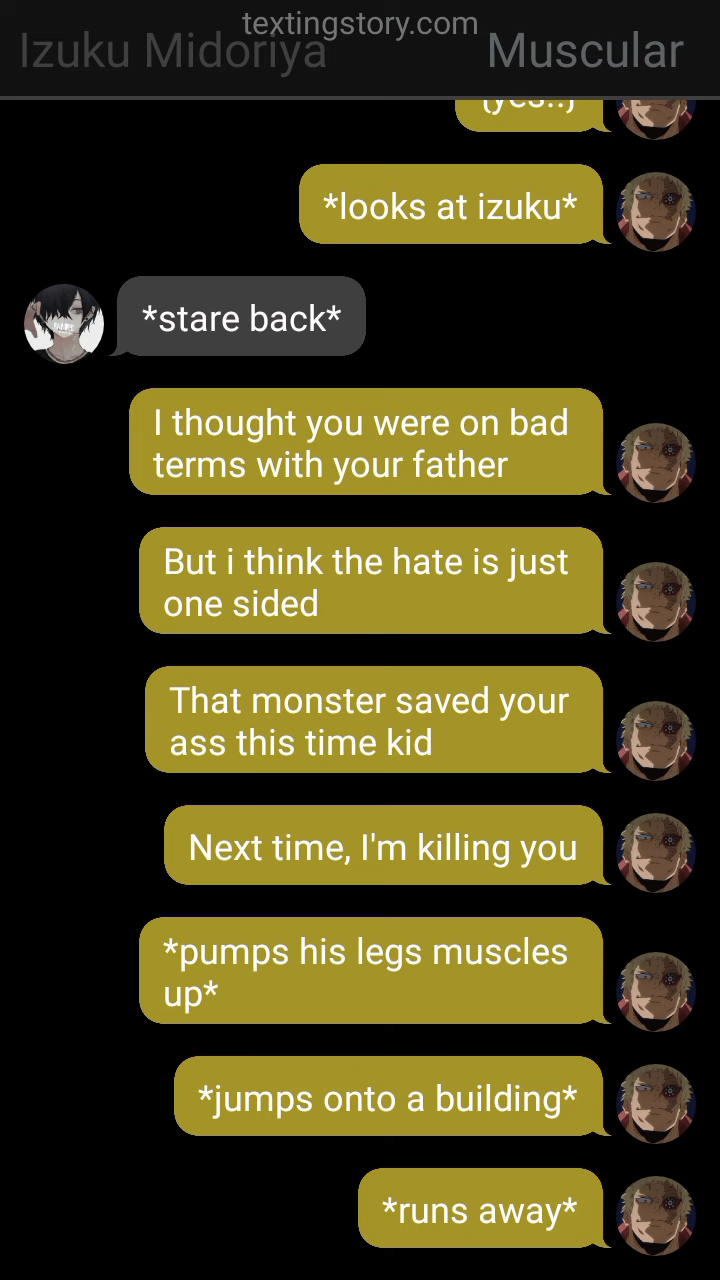 textingstory.com
Izuku Midoriya
Muscular
(yes..)
*looks at izuku*
*stare back*
I thought you were on bad
terms with your father
But i think the hate is just
one sided
That monster saved your
ass this time kid
Next time, I'm killing you
*pumps his legs muscles
up*
*jumps onto a building*
*runs away*